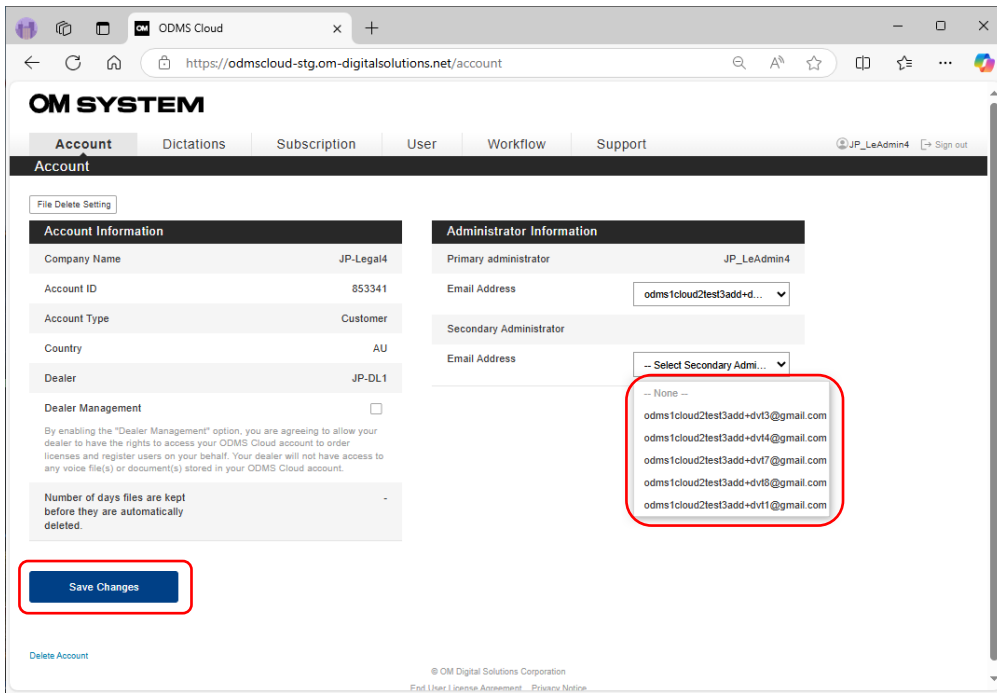 OM ODMS Cloud
https://odmscloud-stg.om-digitalsolutions.net/account
OM SYSTEM
Account Dictations Subscription User Workflow Support JP_LeAdmin4 Sign out
Account
File Delete Setting
Account Information
Company Name JP-Legal4
Account ID 853341
Account Type Customer
Country AU
Dealer JP-DL1
Dealer Management
By enabling the "Dealer Management" option, you are agreeing to allow your
dealer to have the rights to access your ODMS Cloud account to order
licenses and register users on your behalf. Your dealer will not have access to
any voice file(s) or document(s) stored in your ODMS Cloud account.
Number of days files are kept -
before they are automatically
deleted.
Administrator Information
Primary administrator JP_LeAdmin4
Email Address odms1cloud2test3add+d...
Secondary Administrator
Email Address -- Select Secondary Admi...
-- None --
odms1cloud2test3add+dvt3@gmail.com
odms1cloud2test3add+dvt4@gmail.com
odms1cloud2test3add+dvt7@gmail.com
odms1cloud2test3add+dvt8@gmail.com
odms1cloud2test3add+dvt1@gmail.com
Save Changes
Delete Account
© OM Digital Solutions Corporation
End User License Agreement Privacy Notice